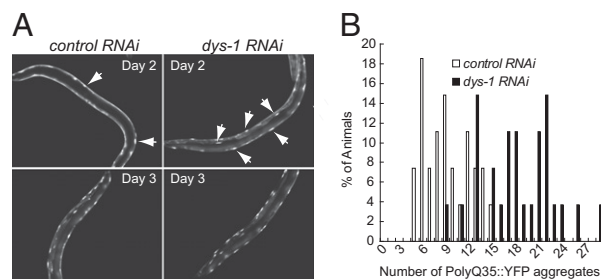 A
control RNAi
dys-1 RNAi
Day 2
Day 2
Day 3
Day 3
B
control RNAi
dys-1 RNAi
% of Animals
20
18
16
14
12
10
8
6
4
2
0
0 3 6 9 12 15 18 21 24 27
Number of PolyQ35::YFP aggregates